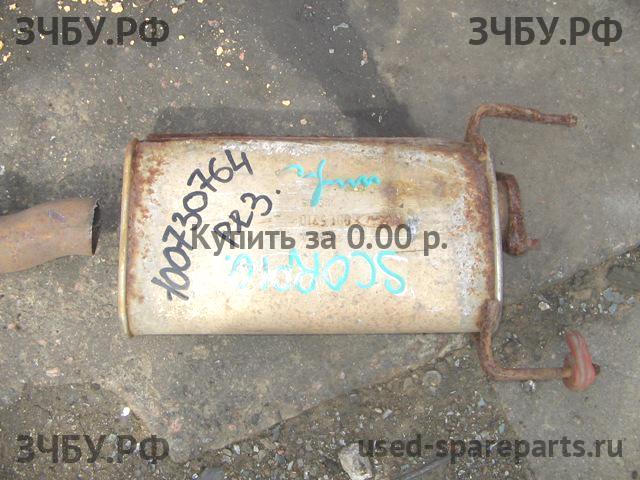 ЗЧБУ.РФ
ЗЧБУ.РФ
100730764
Купить за 0.00 р.
SCORPIO.
ЗЧБУ.РФ
used-spareparts.ru